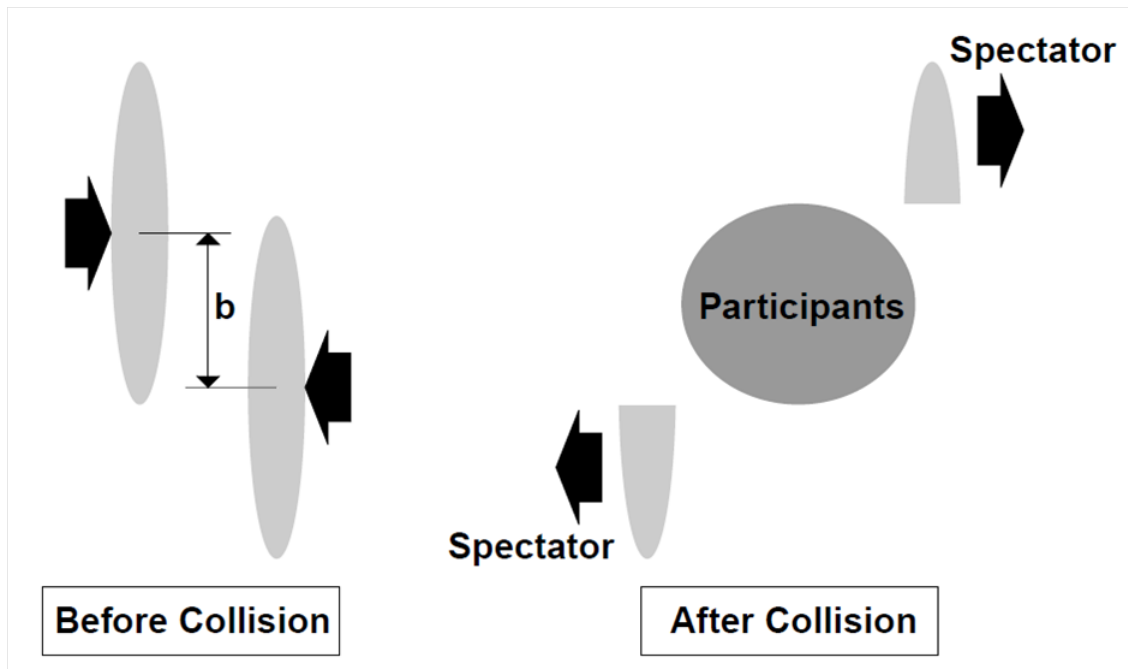 Spectator
b
Participants
Spectator
Before Collision
After Collision